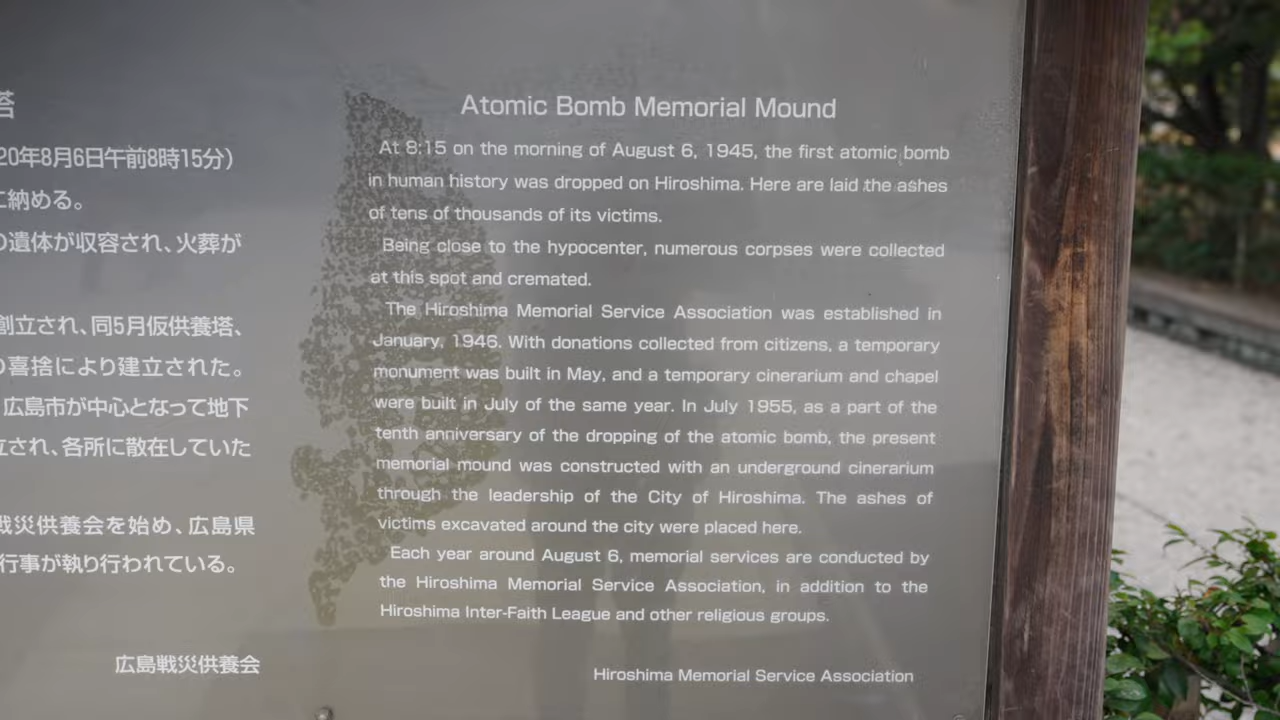 塔
20年8月6日午前8時15分）
に納める。
の遺体が収容され、火葬が
創立され、同5月仮供養塔、
の喜捨により建立された。
広島市が中心となって地下
立され、各所に散在していた
戦災供養会を始め、広島県
行事が執り行われている。
広島戦災供養会
Atomic Bomb Memorial Mound
At 8:15 on the morning of August 6, 1945, the first atomic bomb
in human history was dropped on Hiroshima. Here are laid the ashes
of tens of thousands of its victims.
Being close to the hypocenter, numerous corpses were collected
at this spot and cremated.
The Hiroshima Memorial Service Association was established in
January, 1946. With donations collected from citizens, a temporary
monument was built in May, and a temporary cinerarium and chapel
were built in July of the same year. In July 1955, as a part of the
tenth anniversary of the dropping of the atomic bomb, the present
memorial mound was constructed with an underground cinerarium
through the leadership of the City of Hiroshima. The ashes of
victims excavated around the city were placed here.
Each year around August 6, memorial services are conducted by
the Hiroshima Memorial Service Association, in addition to the
Hiroshima Inter-Faith League and other religious groups.
Hiroshima Memorial Service Association